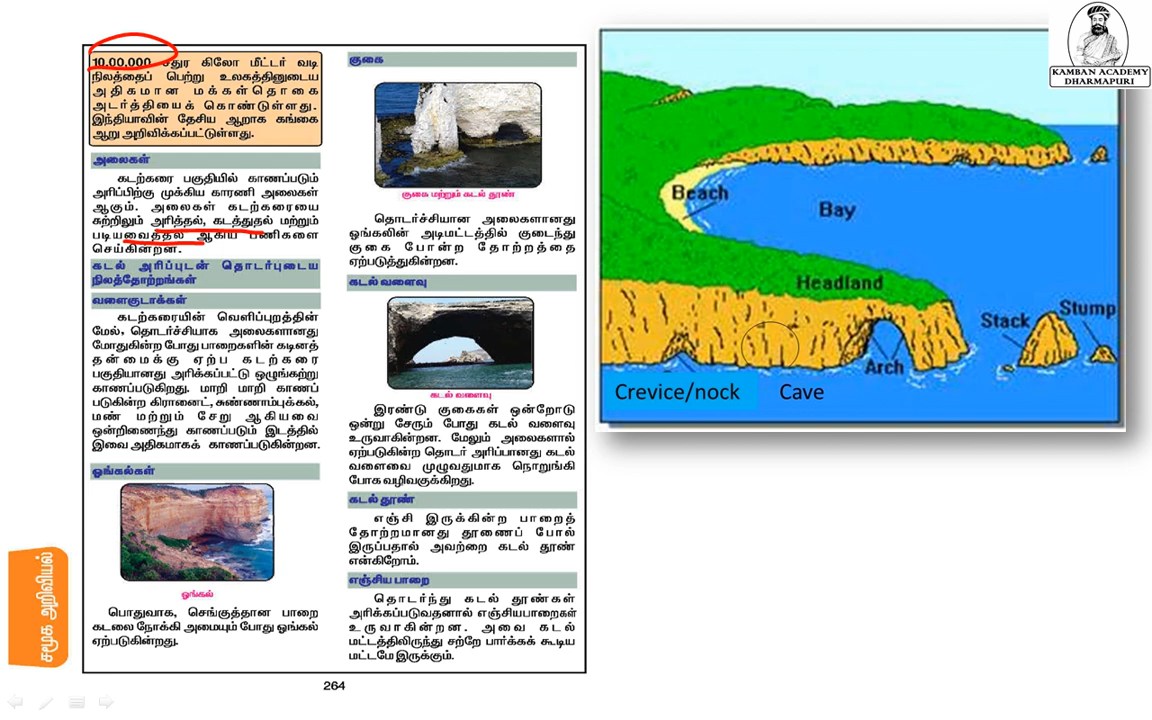 10,00,000 சதுர கிலோ மீட்டர் வடி
நிலத்தைப் பெற்று உலகத்தினுடைய
அதிகமான மக்கள்தொகை
அடர்த்தியைக் கொண்டுள்ளது.
இந்தியாவின் தேசிய ஆறாக கங்கை
ஆறு அறிவிக்கப்பட்டுள்ளது.
அலைகள்
கடற்கரை பகுதியில் காணப்படும்
அரிப்பிற்கு முக்கிய காரணி அலைகள்
ஆகும். அலைகள் கடற்கரையை
சுற்றிலும் அரித்தல், கடத்துதல் மற்றும்
படியவைத்தல் ஆகிய பணிகளை
செய்கின்றன.
கடல் அரிப்புடன் தொடர்புடைய
நிலத்தோற்றங்கள்
வளைகுடாக்கள்
கடற்கரையின் வெளிப்புறத்தின்
மேல், தொடர்ச்சியாக அலைகளானது
மோதுகின்ற போது பாறைகளின் கடினத்
தன்மைக்கு ஏற்ப கடற்கரை
பகுதியானது அரிக்கப்பட்டு ஒழுங்கற்று
காணப்படுகிறது. மாறி மாறி காணப்
படுகின்ற கிரானைட், சுண்ணாம்புக்கல்,
மண் மற்றும் சேறு ஆகியவை
ஒன்றிணைந்து காணப்படும் இடத்தில்
இவை அதிகமாகக் காணப்படுகின்றன.
ஓங்கல்கள்
ஓங்கல்
பொதுவாக, செங்குத்தான பாறை
கடலை நோக்கி அமையும் போது ஓங்கல்
ஏற்படுகின்றது.
குகை
குகை மற்றும் கடல் தூண்
தொடர்ச்சியான அலைகளானது
ஓங்கலின் அடிமட்டத்தில் குடைந்து
குகை போன்ற தோற்றத்தை
ஏற்படுத்துகின்றன.
கடல் வளைவு
கடல் வளைவு
இரண்டு குகைகள் ஒன்றோடு
ஒன்று சேரும் போது கடல் வளைவு
உருவாகின்றன. மேலும் அலைகளால்
ஏற்படுகின்ற தொடர் அரிப்பானது கடல்
வளைவை முழுவதுமாக நொறுங்கி
போக வழிவகுக்கிறது.
கடல் தூண்
எஞ்சி இருக்கின்ற பாறைத்
தோற்றமானது தூணைப் போல்
இருப்பதால் அவற்றை கடல் தூண்
என்கிறோம்.
எஞ்சிய பாறை
தொடர்ந்து கடல் தூண்கள்
அரிக்கப்படுவதனால் எஞ்சியபாறைகள்
உருவாகின்றன. அவை கடல்
மட்டத்திலிருந்து சற்றே பார்க்கக் கூடிய
மட்டமே இருக்கும்.
சமூக அறிவியல்
264
KAMBAN ACADEMY
DHARMAPURI
Beach
Bay
Headland
Stack
Stump
Arch
Crevice/nock
Cave